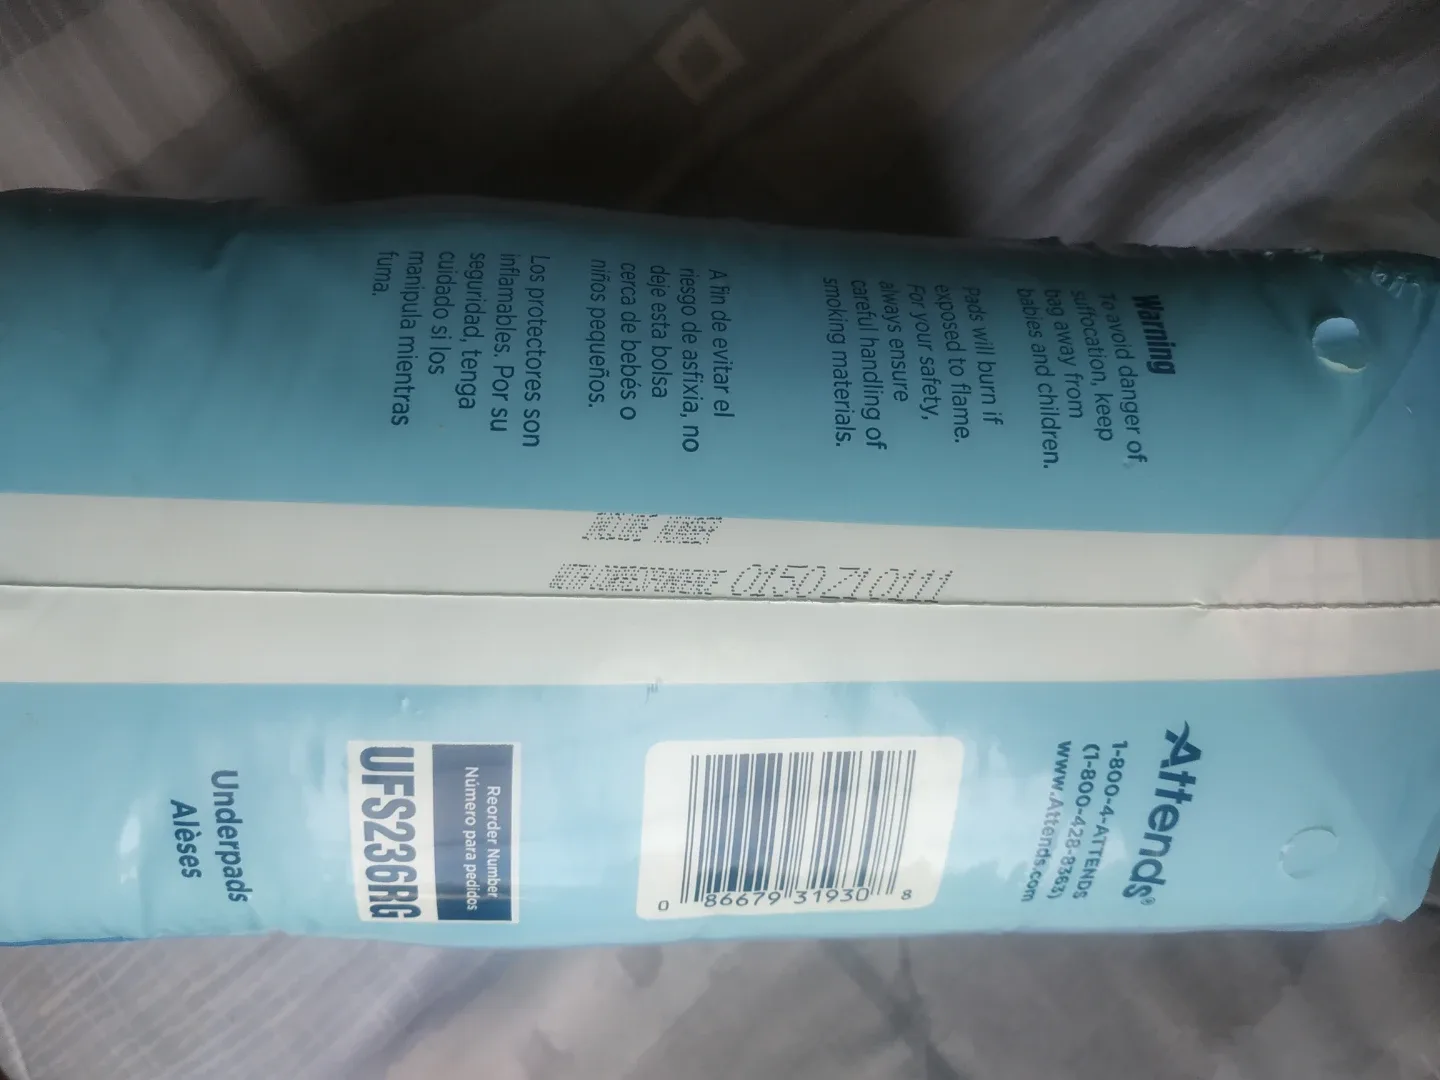 Warning
To avoid danger of
suffocation, keep
bag away from
babies and children.
Pads will burn if
exposed to flame.
For your safety,
always ensure
careful handling of
smoking materials.
A fin de evitar el
riesgo de asfixia, no
deje esta bolsa
cerca de bebés o
niños pequeños.
Los protectores son
inflamables. Por su
seguridad, tenga
cuidado si los
manipula mientras
fuma.
Attends®
1-800-4-ATTENDS
(1-800-428-8363)
www.Attends.com
0 86679 31930 8
Reorder Number
Número para pedidos
UFS236RG
Underpads
Alèses